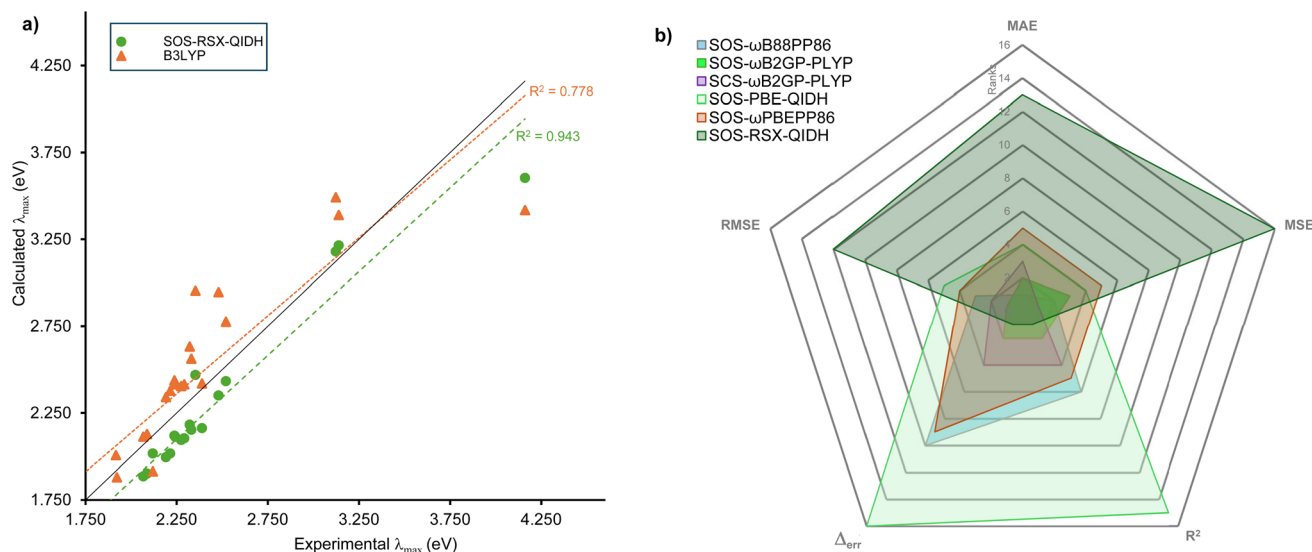 a)
SOS-RSX-QIDH
B3LYP
4.250
3.750
3.250
2.750
2.250
1.750
Calculated λmax (eV)
R² = 0.778
R² = 0.943
1.750 2.250 2.750 3.250 3.750 4.250
Experimental λmax (eV)
b)
SOS-ωB88PP86
SOS-ωB2GP-PLYP
SCS-ωB2GP-PLYP
SOS-PBE-QIDH
SOS-ωPBEPP86
SOS-RSX-QIDH
MAE
16
14
12
10
8
6
4
2
Ranks
RMSE
MSE
Δerr
R²